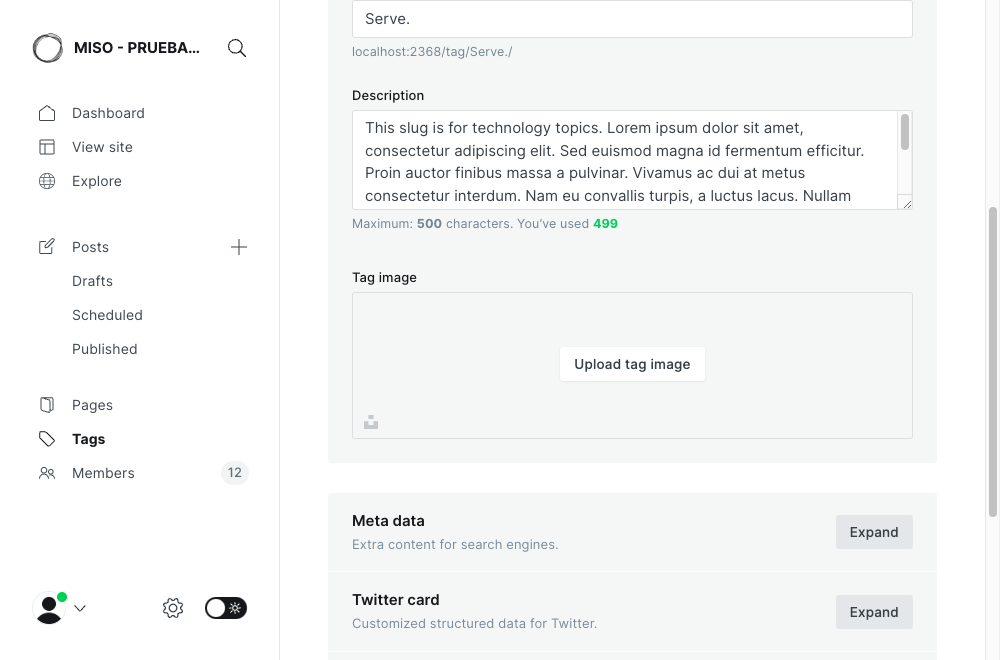 MISO - PRUEBA...
Dashboard
View site
Explore
Posts
Drafts
Scheduled
Published
Pages
Tags
Members
12
Serve.
localhost:2368/tag/Serve./
Description
This slug is for technology topics. Lorem ipsum dolor sit amet,
consectetur adipiscing elit. Sed euismod magna id fermentum efficitur.
Proin auctor finibus massa a pulvinar. Vivamus ac dui at metus
consectetur interdum. Nam eu convallis turpis, a luctus lacus. Nullam
Maximum: 500 characters. You’ve used 499
Tag image
Upload tag image
Meta data
Extra content for search engines.
Expand
Twitter card
Customized structured data for Twitter.
Expand